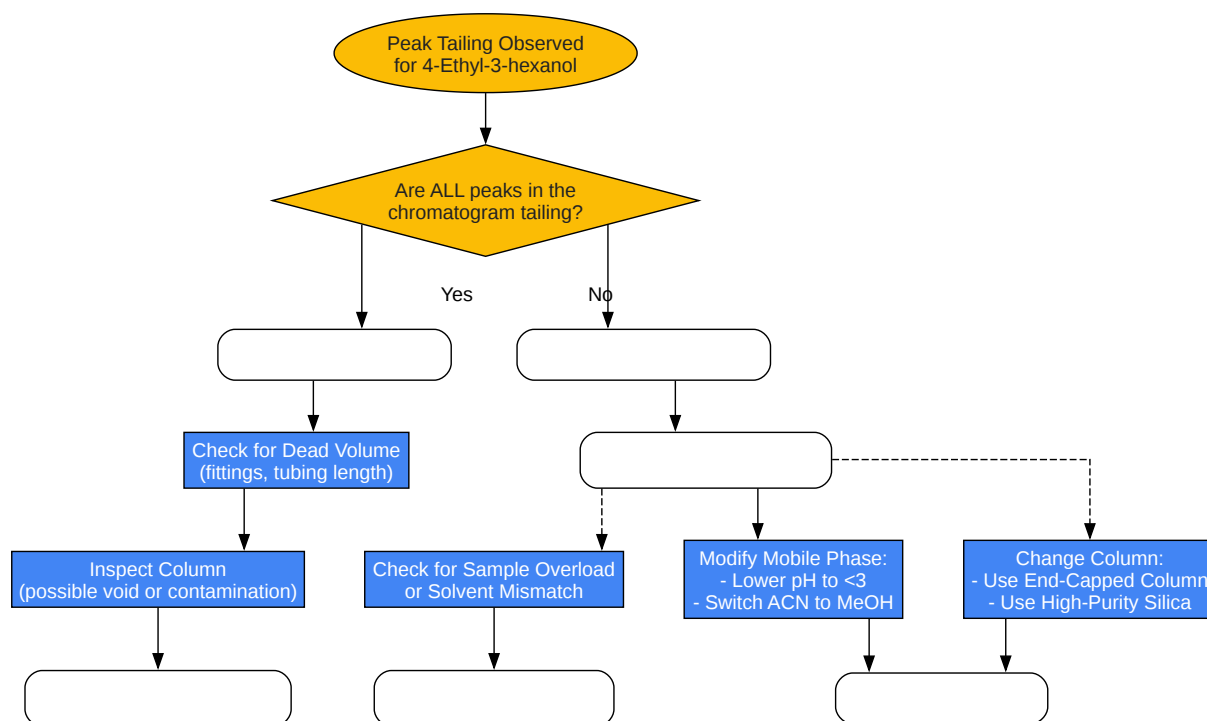 Peak Tailing Observed
for 4-Ethyl-3-hexanol
Are ALL peaks in the
chromatogram tailing?
Yes
No
Check for Dead Volume
(fittings, tubing length)
Inspect Column
(possible void or contamination)
Check for Sample Overload
or Solvent Mismatch
Modify Mobile Phase:
- Lower pH to <3
- Switch ACN to MeOH
Change Column:
- Use End-Capped Column
- Use High-Purity Silica